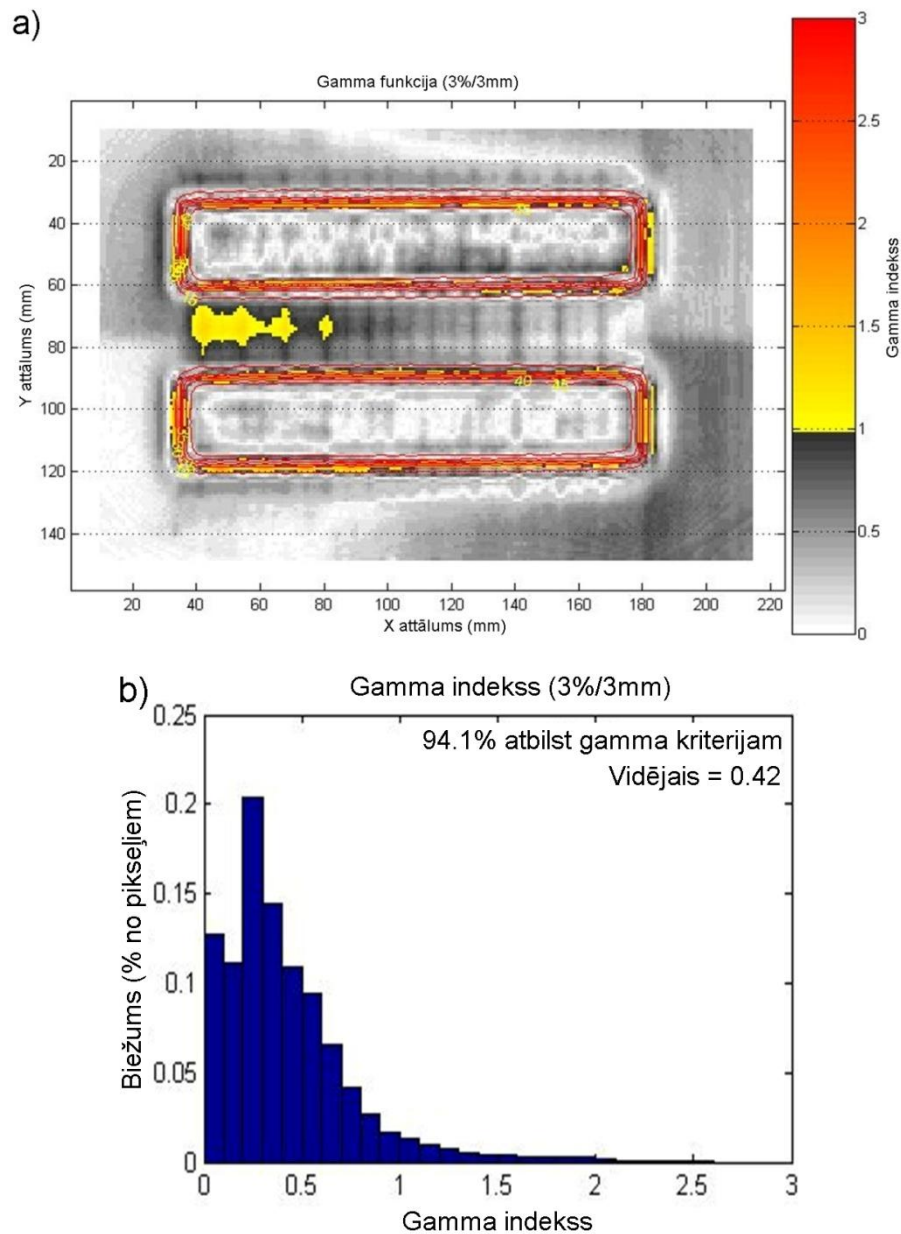 a)
Gamma funkcija (3%/3mm)
20
40
60
80
100
120
140
Y attālums (mm)
45
40
35
20 40 60 80 100 120 140 160 180 200 220
X attālums (mm)
3
2.5
2
1.5
1
0.5
0
Gamma indekss
b)
Gamma indekss (3%/3mm)
94.1% atbilst gamma kriterijam
Vidējais = 0.42
0.25
0.2
0.15
0.1
0.05
0
Biežums (% no pikseļiem)
0 0.5 1 1.5 2 2.5 3
Gamma indekss